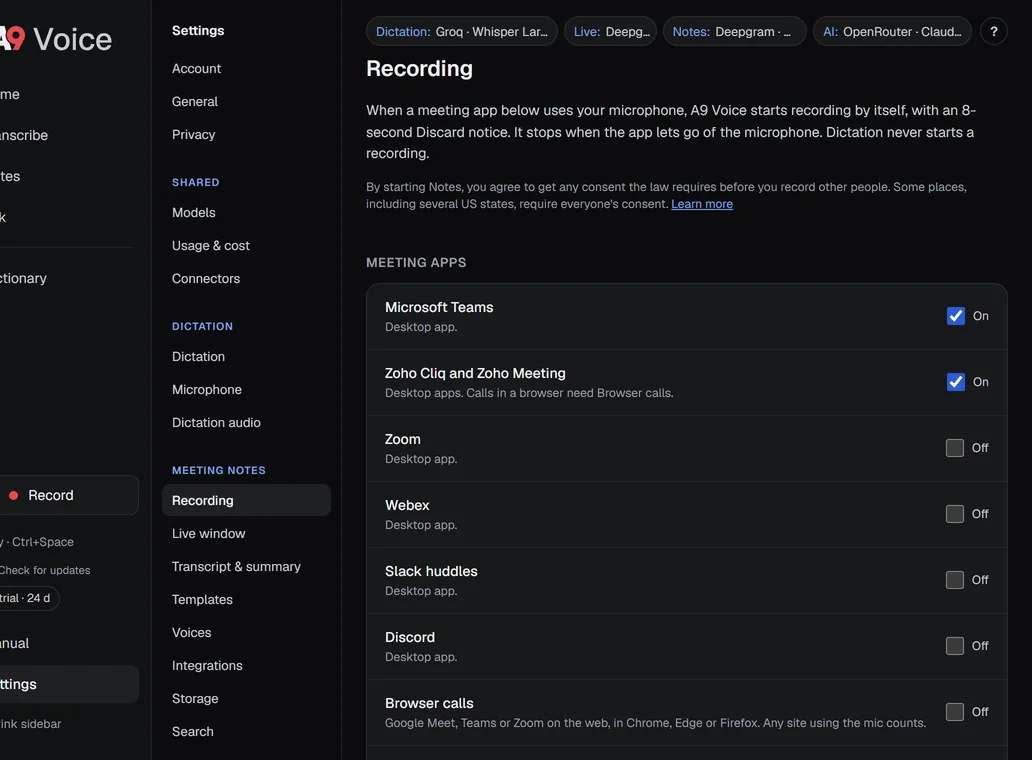 A9 Voice
me
anscribe
tes
k
ctionary
Record
y · Ctrl+Space
Check for updates
trial · 24 d
anual
ttings
ink sidebar
Settings
Account
General
Privacy
SHARED
Models
Usage & cost
Connectors
DICTATION
Dictation
Microphone
Dictation audio
MEETING NOTES
Recording
Live window
Transcript & summary
Templates
Voices
Integrations
Storage
Search
Dictation: Groq · Whisper Lar...
Live: Deepg...
Notes: Deepgram · ...
AI: OpenRouter · Claud...
?
Recording
When a meeting app below uses your microphone, A9 Voice starts recording by itself, with an 8-
second Discard notice. It stops when the app lets go of the microphone. Dictation never starts a
recording.
By starting Notes, you agree to get any consent the law requires before you record other people. Some places,
including several US states, require everyone's consent. Learn more
MEETING APPS
Microsoft Teams
Desktop app.
On
Zoho Cliq and Zoho Meeting
Desktop apps. Calls in a browser need Browser calls.
On
Zoom
Desktop app.
Off
Webex
Desktop app.
Off
Slack huddles
Desktop app.
Off
Discord
Desktop app.
Off
Browser calls
Google Meet, Teams or Zoom on the web, in Chrome, Edge or Firefox. Any site using the mic counts.
Off